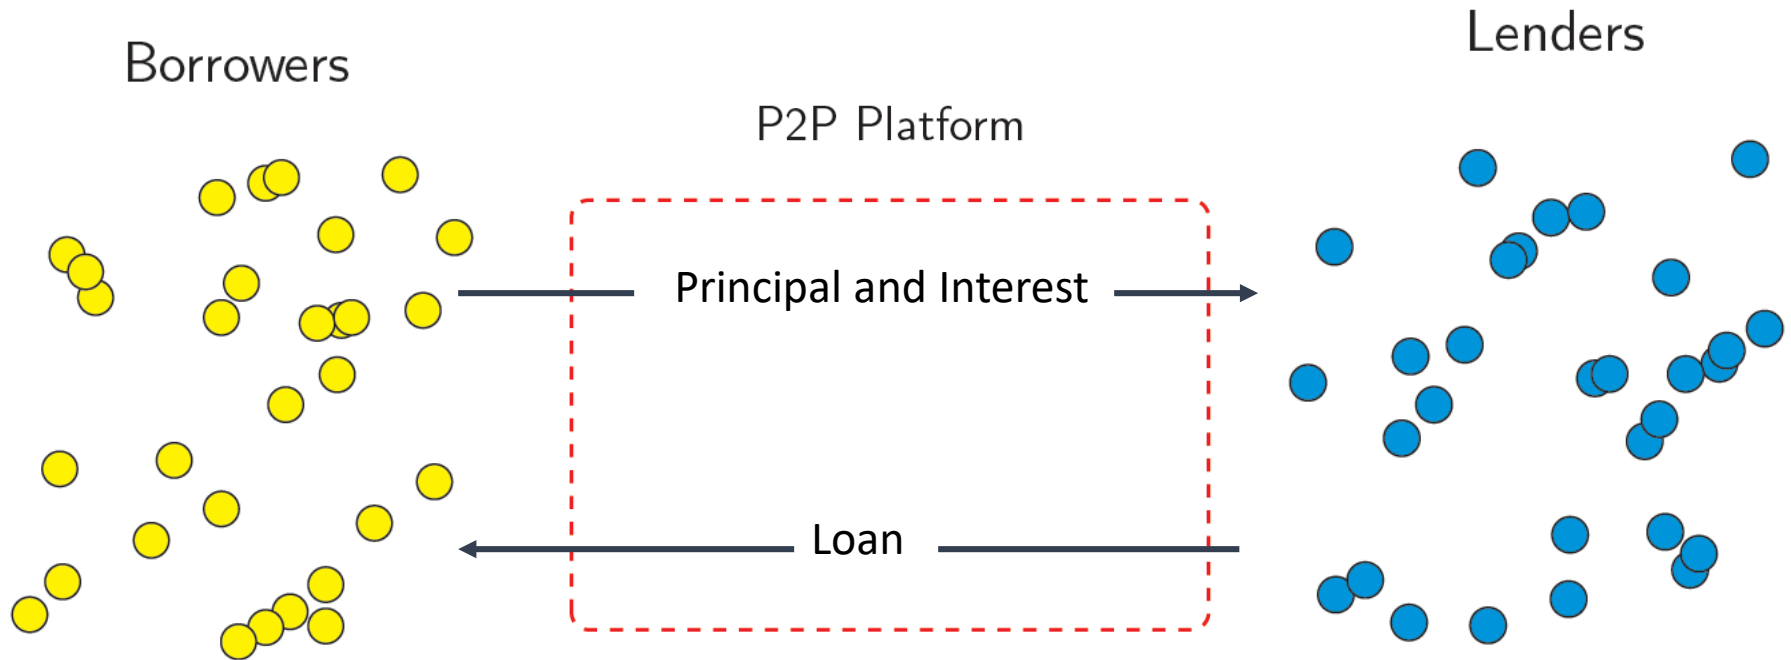 Borrowers
Lenders
P2P Platform
Principal and Interest
Loan